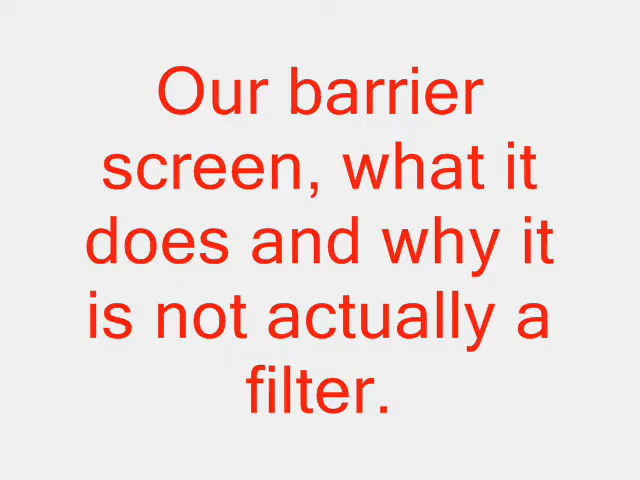 Our barrier
screen, what it
does and why it
is not actually a
filter.